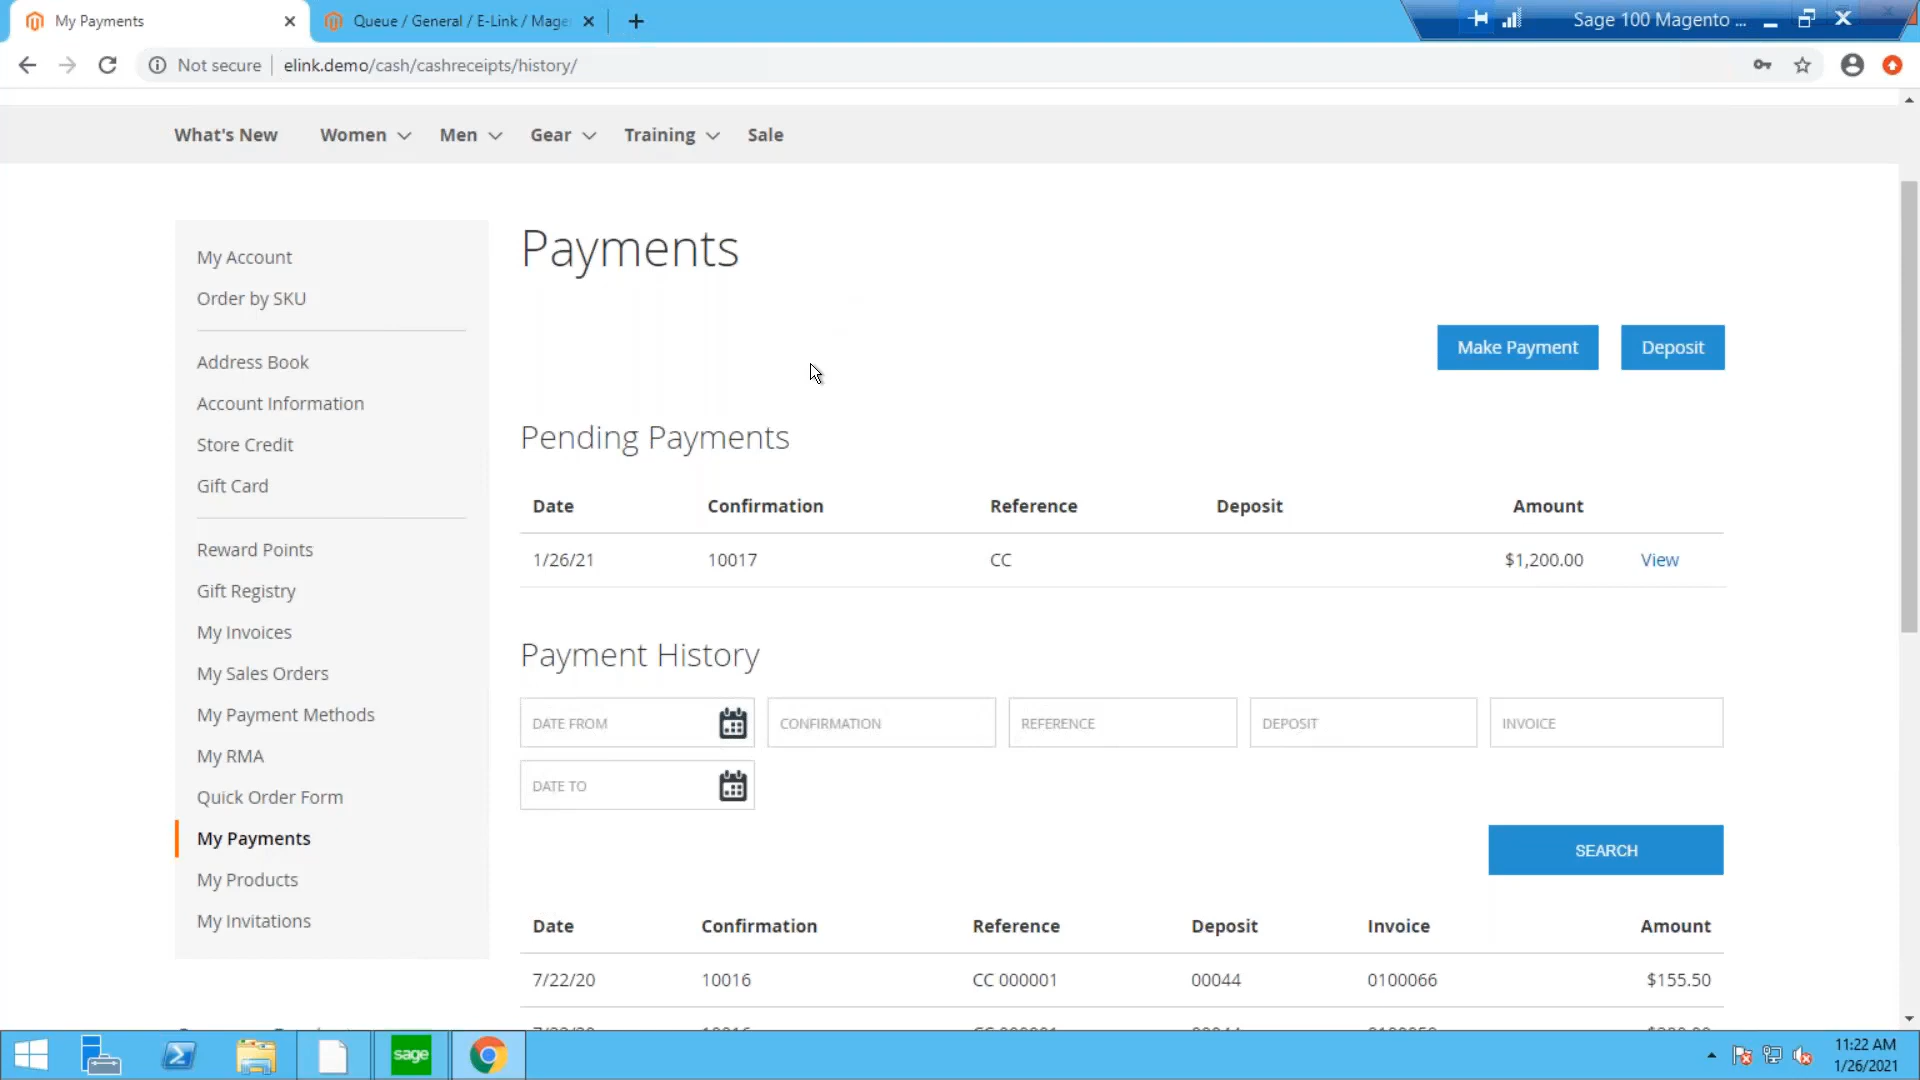 My Payments
Queue / General / E-Link / Mage
Sage 100 Magento ...
Not secure
elink.demo/cash/cashreceipts/history/
What's New Women Men Gear Training Sale
My Account
Order by SKU
Address Book
Account Information
Store Credit
Gift Card
Reward Points
Gift Registry
My Invoices
My Sales Orders
My Payment Methods
My RMA
Quick Order Form
My Payments
My Products
My Invitations
Payments
Make Payment Deposit
Pending Payments
Date Confirmation Reference Deposit Amount
1/26/21 10017 CC $1,200.00 View
Payment History
DATE FROM CONFIRMATION REFERENCE DEPOSIT INVOICE
DATE TO
SEARCH
Date Confirmation Reference Deposit Invoice Amount
7/22/20 10016 CC 000001 00044 0100066 $155.50
sage
11:22 AM
1/26/2021